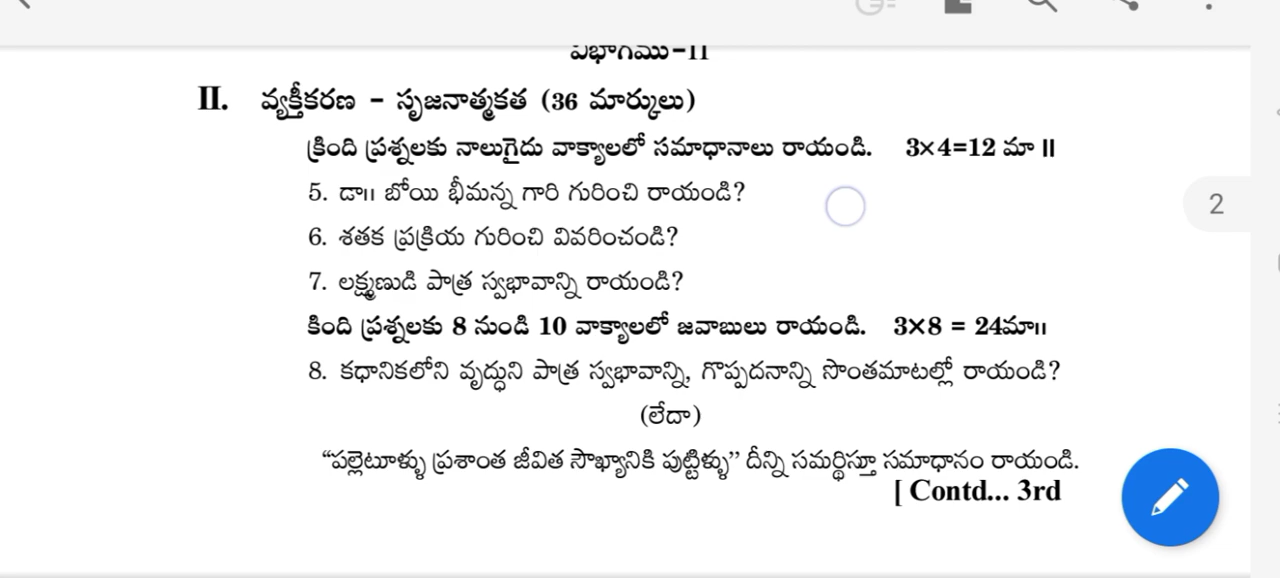 విభాగము-II
II. వ్యక్తీకరణ - సృజనాత్మకత (36 మార్కులు)
క్రింది ప్రశ్నలకు నాలుగైదు వాక్యాలలో సమాధానాలు రాయండి. 3×4=12 మా ॥
5. డా॥ బోయి భీమన్న గారి గురించి రాయండి?
2
6. శతక ప్రక్రియ గురించి వివరించండి?
7. లక్ష్మణుడి పాత్ర స్వభావాన్ని రాయండి?
కింది ప్రశ్నలకు 8 నుండి 10 వాక్యాలలో జవాబులు రాయండి. 3×8 = 24మా॥
8. కధానికలోని వృద్ధుని పాత్ర స్వభావాన్ని, గొప్పదనాన్ని సొంతమాటల్లో రాయండి?
(లేదా)
“పల్లెటూళ్ళు ప్రశాంత జీవిత సౌఖ్యానికి పుట్టిళ్ళు” దీన్ని సమర్థిస్తూ సమాధానం రాయండి.
[ Contd... 3rd